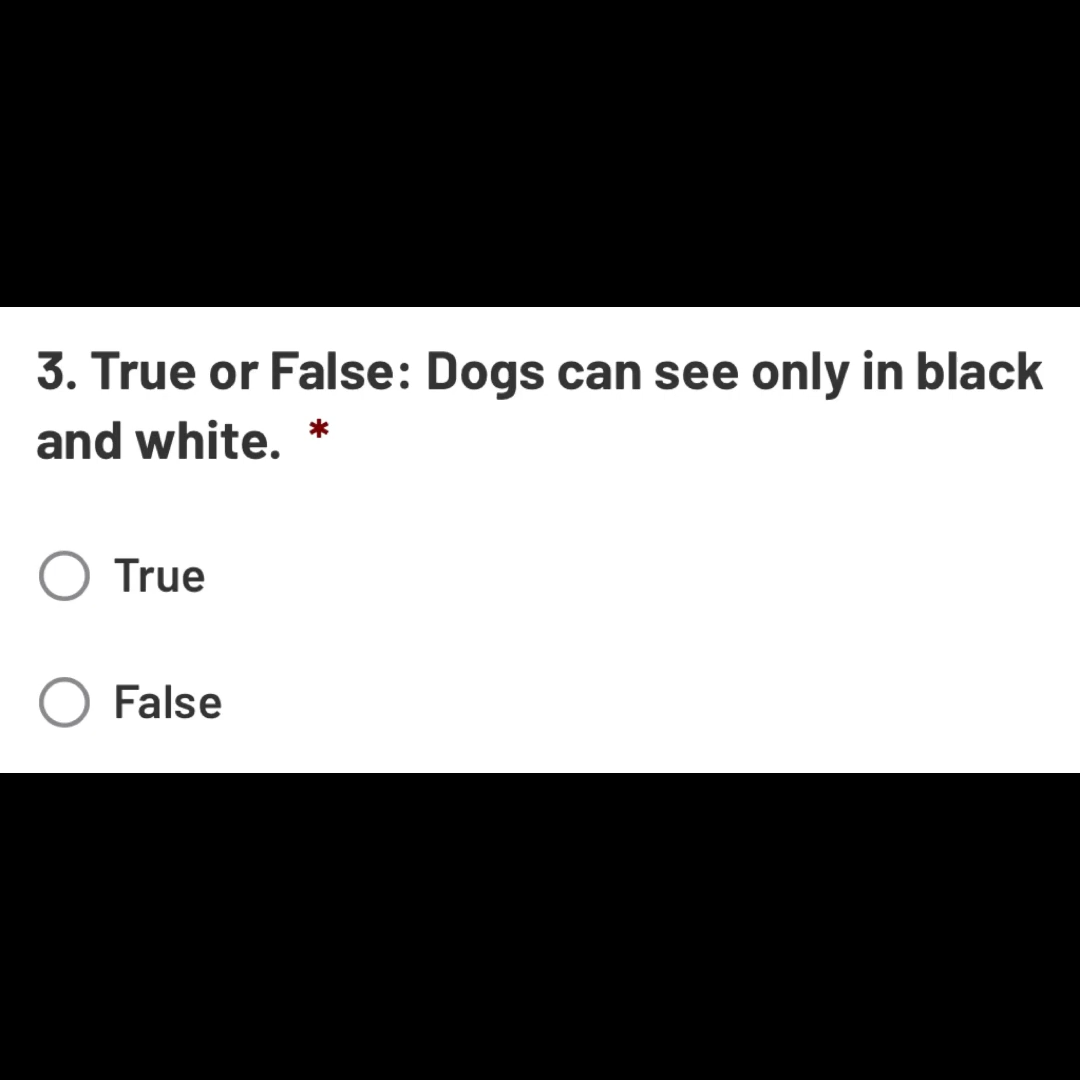 3. True or False: Dogs can see only in black
and white. *
True
False